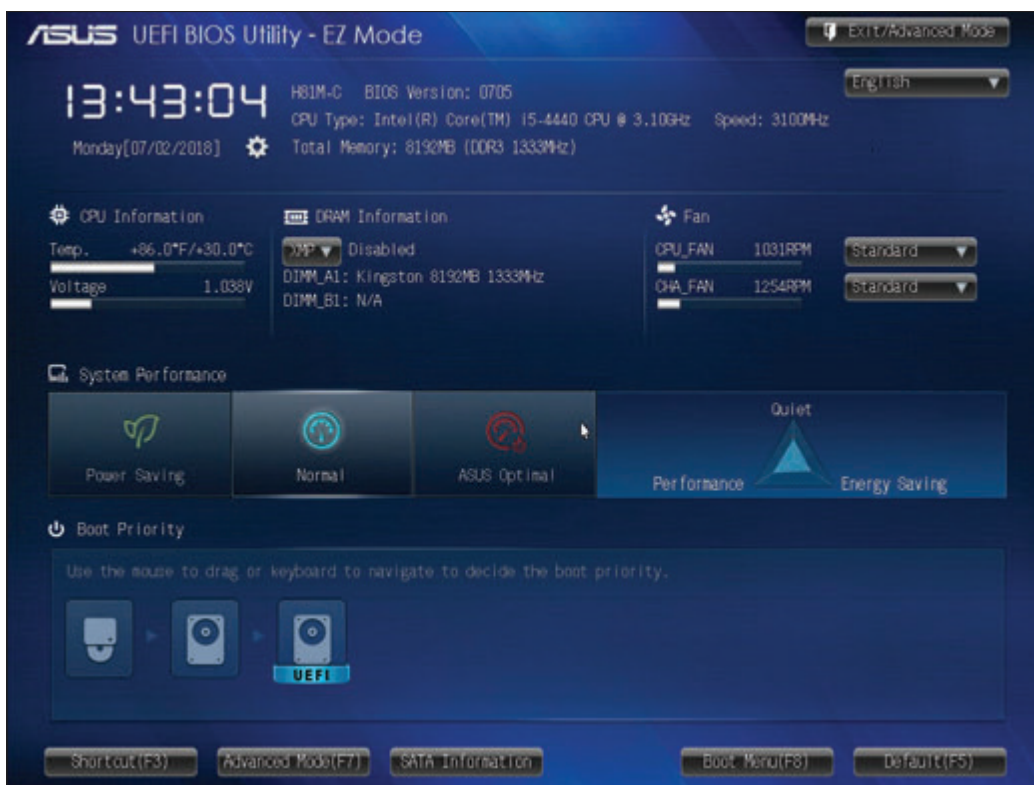 ASUS UEFI BIOS Utility - EZ Mode
Exit/Advanced Mode
English
13:43:04
Monday[07/02/2018]
H81M-C BIOS Version: 0705
CPU Type: Intel(R) Core(TM) i5-4440 CPU @ 3.10GHz Speed: 3100MHz
Total Memory: 8192MB (DDR3 1333MHz)
CPU Information
Temp. +86.0°F/+30.0°C
Voltage 1.038V
DRAM Information
XMP Disabled
DIMM_A1: Kingston 8192MB 1333MHz
DIMM_B1: N/A
Fan
CPU_FAN 1031RPM Standard
CHA_FAN 1254RPM Standard
System Performance
Power Saving
Normal
ASUS Optimal
Quiet
Performance
Energy Saving
Boot Priority
Use the mouse to drag or keyboard to navigate to decide the boot priority.
UEFI
Shortcut(F3)
Advanced Mode(F7)
SATA Information
Boot Menu(F8)
Default(F5)